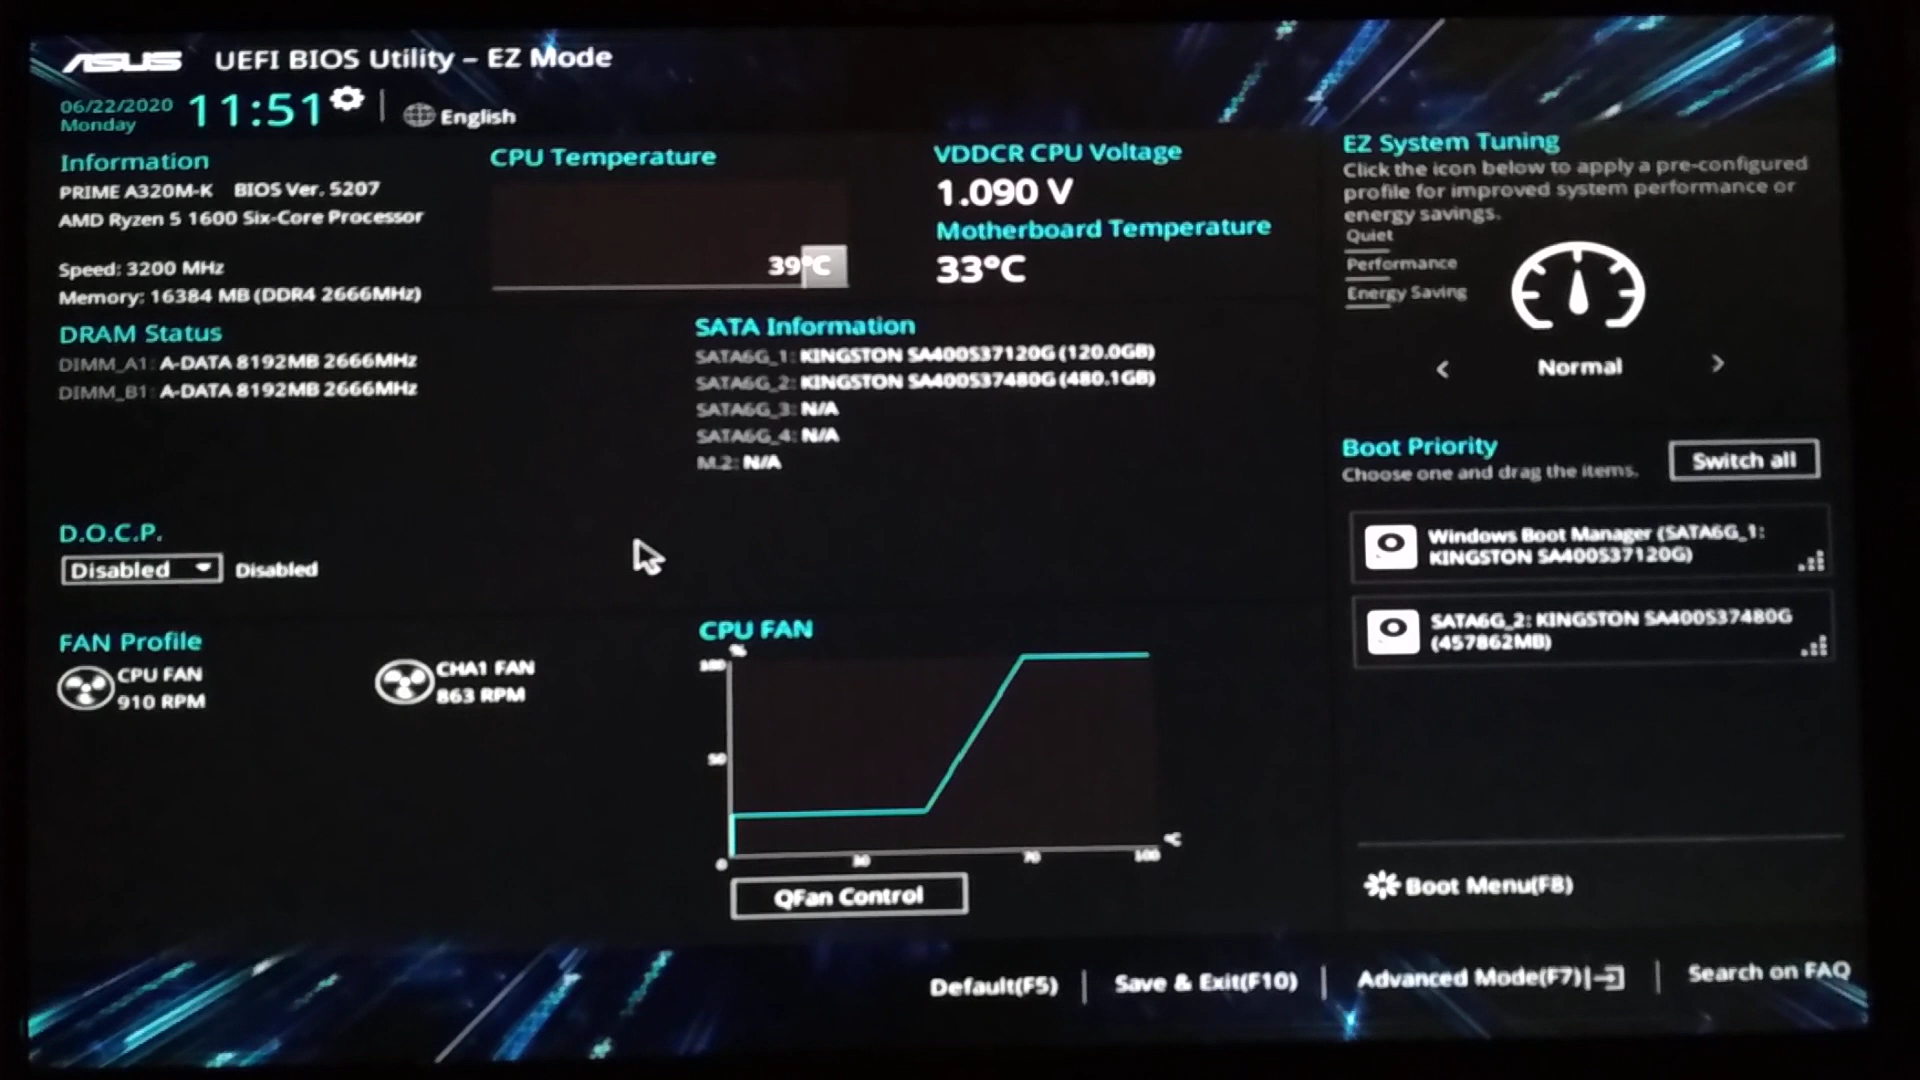 ASUS UEFI BIOS Utility – EZ Mode
06/22/2020
Monday
11:51
English
Information
PRIME A320M-K BIOS Ver. 5207
AMD Ryzen 5 1600 Six-Core Processor
Speed: 3200 MHz
Memory: 16384 MB (DDR4 2666MHz)
CPU Temperature
39°C
VDDCR CPU Voltage
1.090 V
Motherboard Temperature
33°C
EZ System Tuning
Click the icon below to apply a pre-configured
profile for improved system performance or
energy savings.
Quiet
Performance
Energy Saving
< Normal >
DRAM Status
DIMM_A1: A-DATA 8192MB 2666MHz
DIMM_B1: A-DATA 8192MB 2666MHz
SATA Information
SATA6G_1: KINGSTON SA400S37120G (120.0GB)
SATA6G_2: KINGSTON SA400S37480G (480.1GB)
SATA6G_3: N/A
SATA6G_4: N/A
M.2: N/A
Boot Priority
Choose one and drag the items.
Switch all
Windows Boot Manager (SATA6G_1:
KINGSTON SA400S37120G)
SATA6G_2: KINGSTON SA400S37480G
(457862MB)
D.O.C.P.
Disabled Disabled
FAN Profile
CPU FAN
910 RPM
CHA1 FAN
863 RPM
CPU FAN
%
100
50
0
30
70
100
°C
QFan Control
Boot Menu(F8)
Default(F5) | Save & Exit(F10) | Advanced Mode(F7) | Search on FAQ